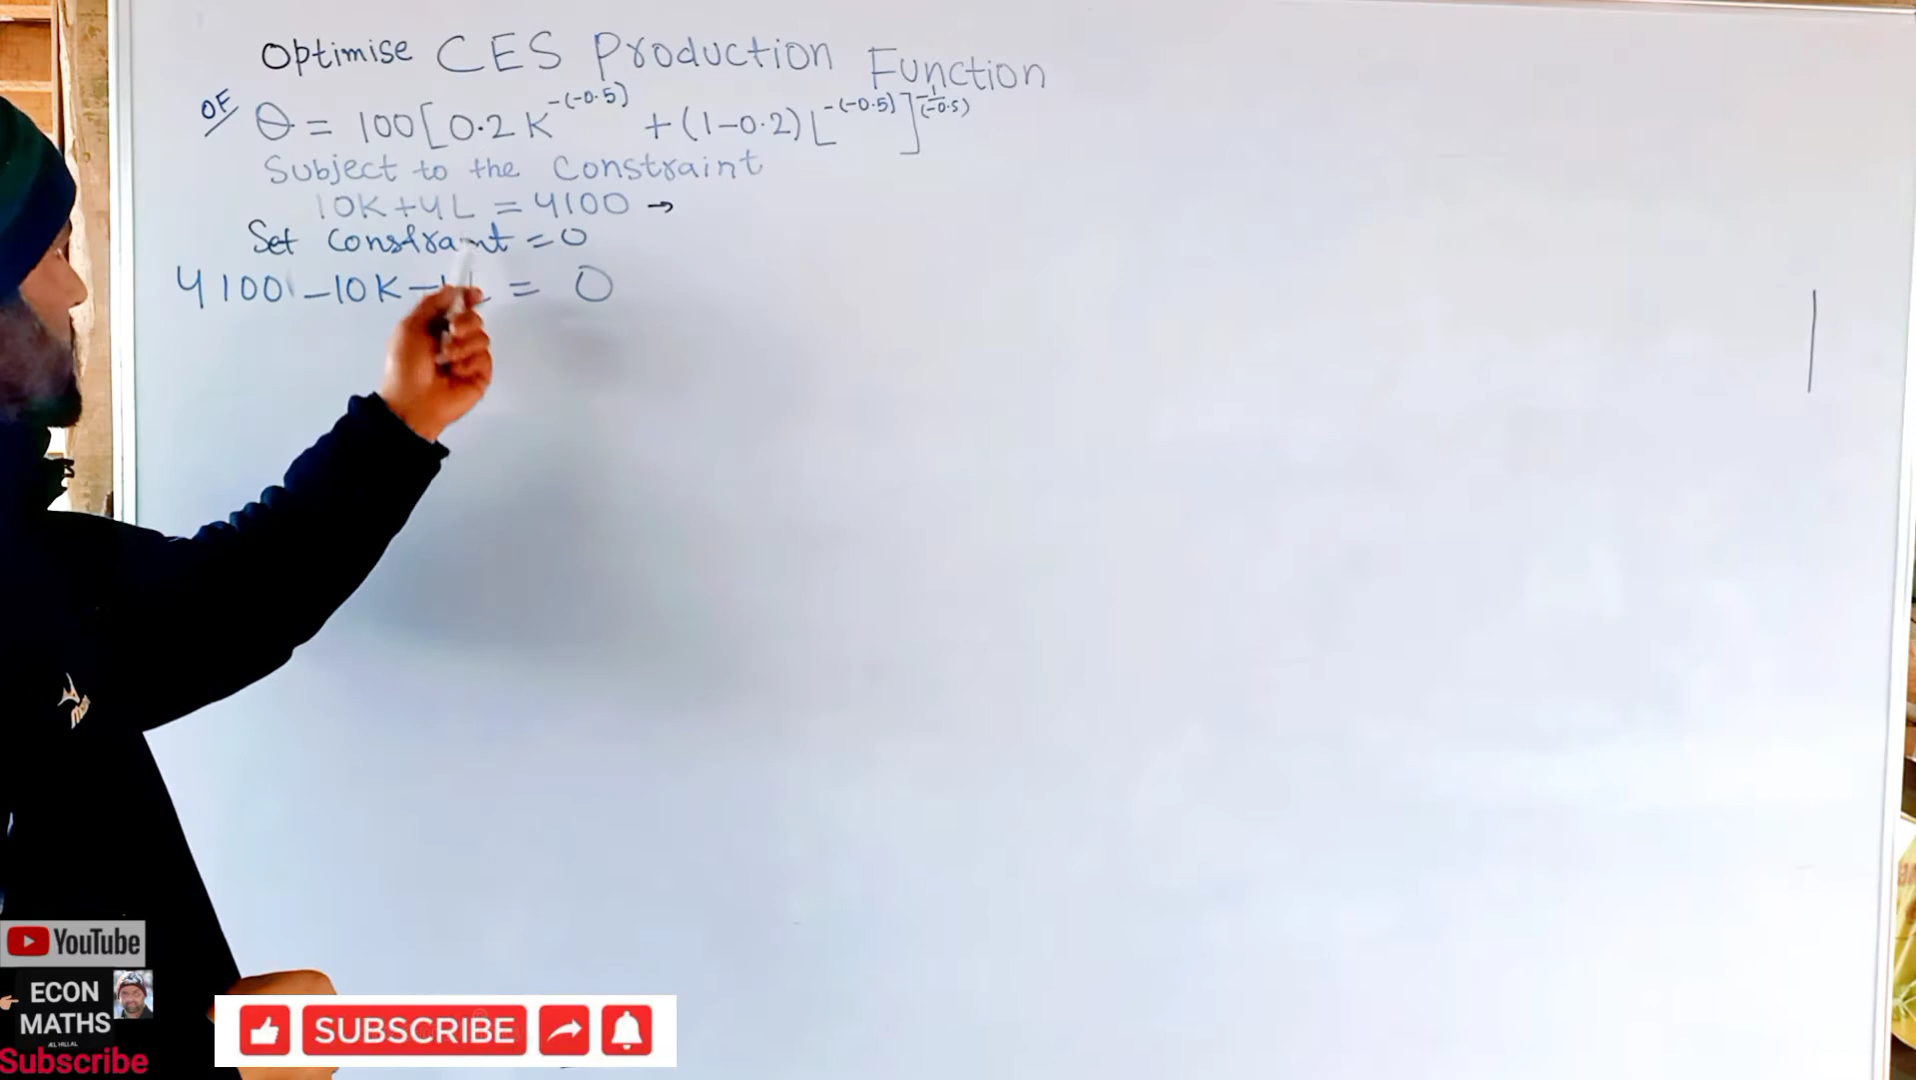 Optimise CES Production Function
OF Q = 100[0.2K^-(-0.5) + (1-0.2)L^-(-0.5)]^-1/(-0.5)
Subject to the Constraint
10K+4L = 4100 →
Set Constraint = 0
4100 - 10K - 4L = 0
YouTube
ECON
MATHS
Subscribe
SUBSCRIBE